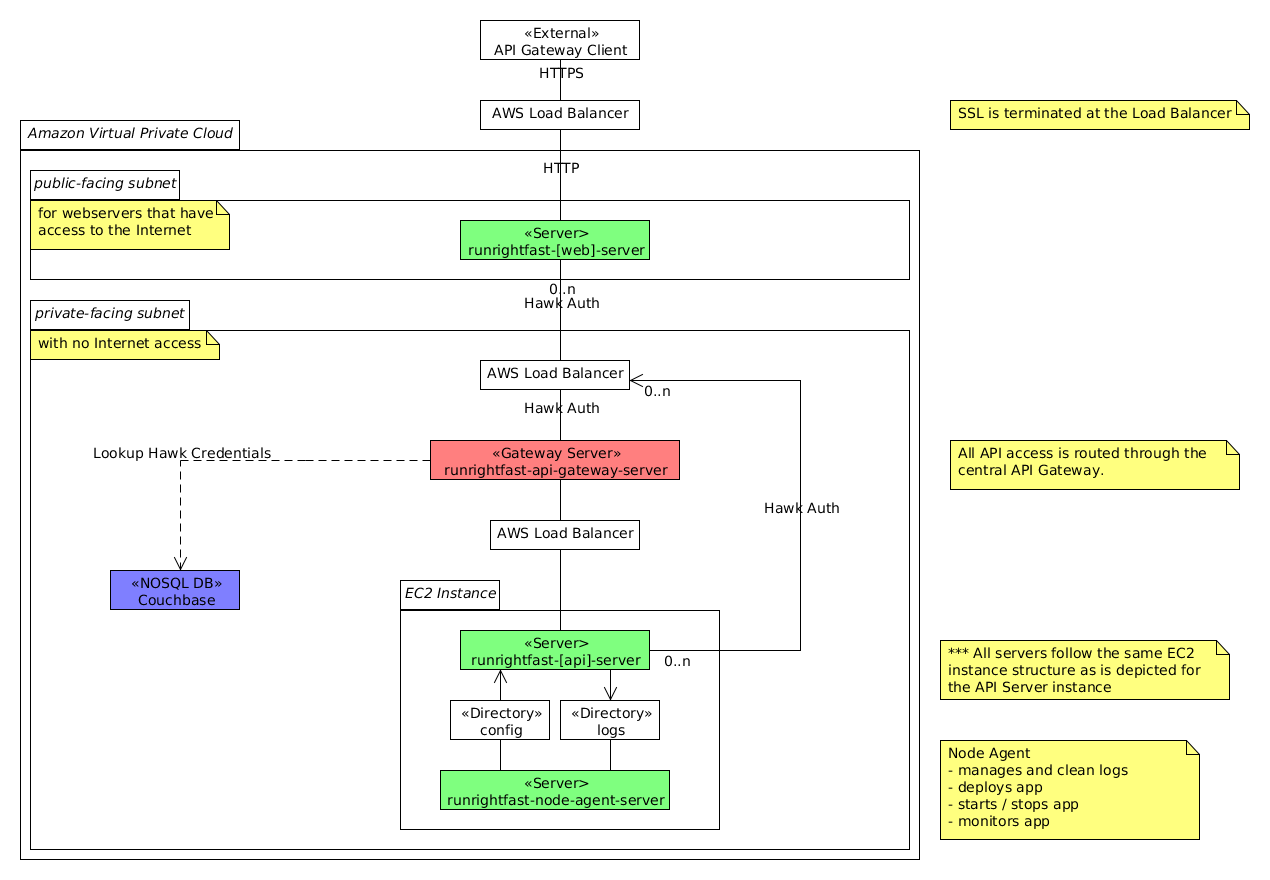 «External»
API Gateway Client
HTTPS
AWS Load Balancer
SSL is terminated at the Load Balancer
Amazon Virtual Private Cloud
HTTP
public-facing subnet
for webservers that have
access to the Internet
«Server>
runrightfast-[web]-server
0..n
Hawk Auth
private-facing subnet
with no Internet access
AWS Load Balancer
0..n
Hawk Auth
Lookup Hawk Credentials
«Gateway Server»
runrightfast-api-gateway-server
All API access is routed through the
central API Gateway.
Hawk Auth
AWS Load Balancer
«NOSQL DB»
Couchbase
EC2 Instance
«Server>
runrightfast-[api]-server
0..n
*** All servers follow the same EC2
instance structure as is depicted for
the API Server instance
«Directory»
config
«Directory»
logs
«Server>
runrightfast-node-agent-server
Node Agent
- manages and clean logs
- deploys app
- starts / stops app
- monitors app